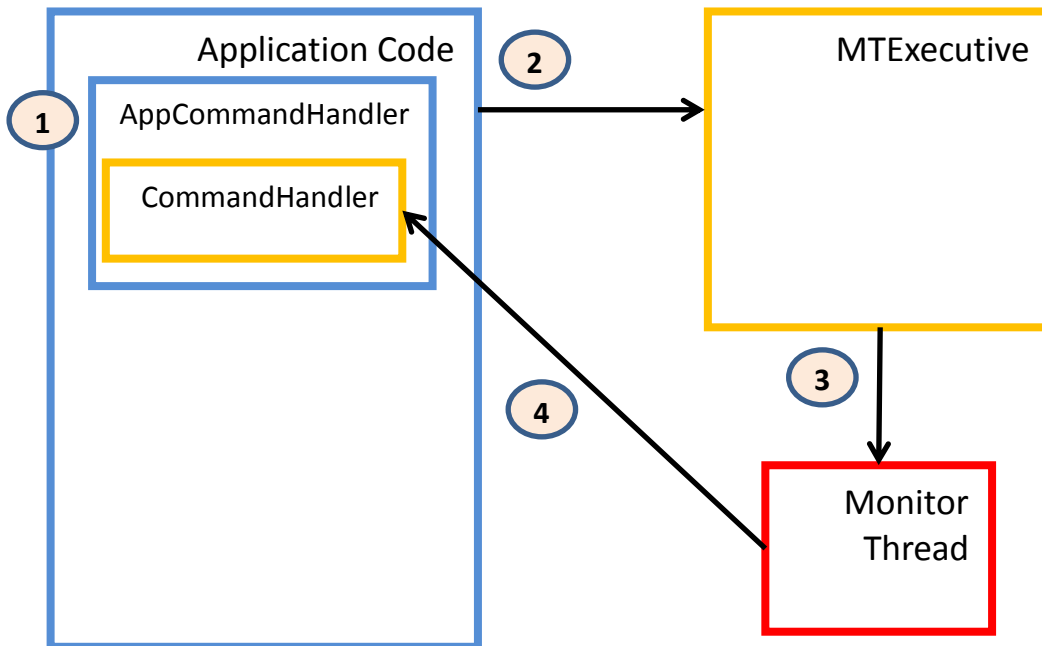 Application Code
2
MTExecutive
1
AppCommandHandler
CommandHandler
3
4
Monitor
Thread